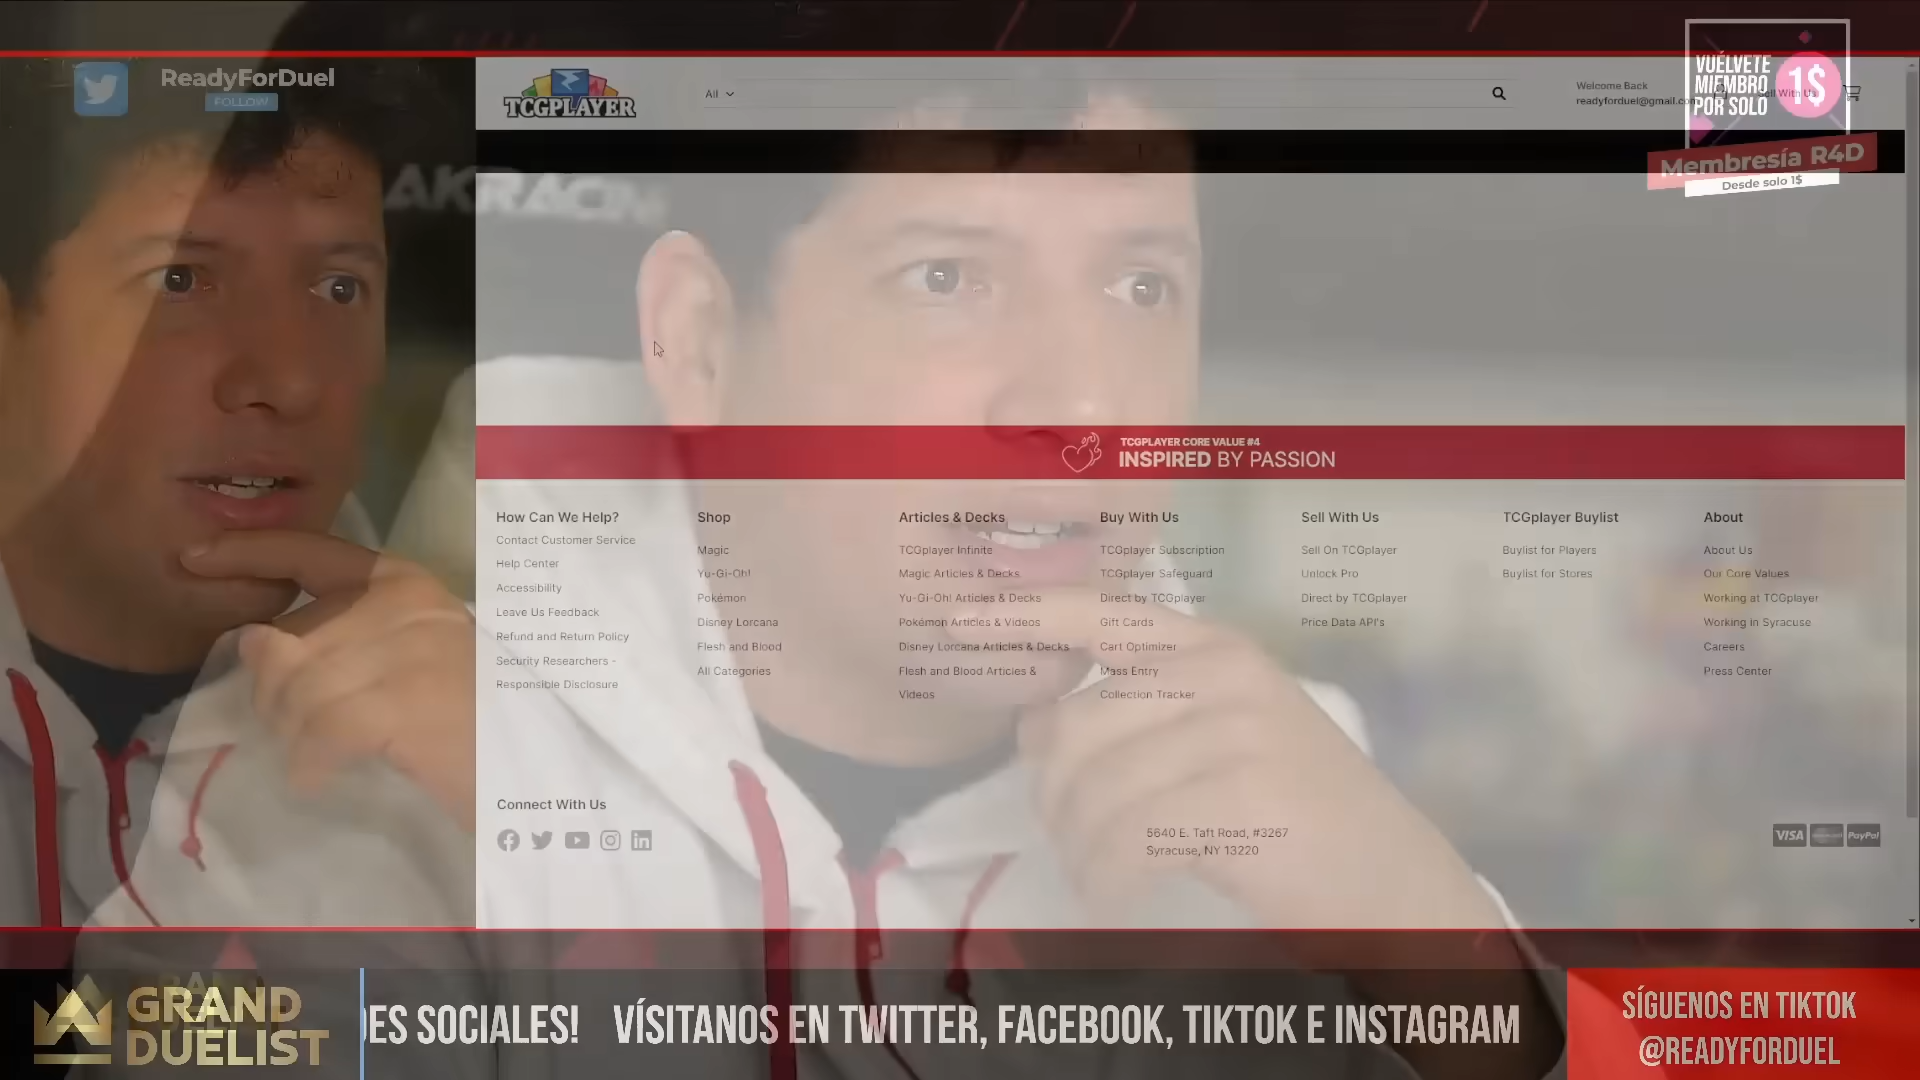 ReadyForDuel
FOLLOW
TCGPLAYER
All
Welcome Back
readyforduel@gmail.com
Sell With Us
VUÉLVETE
MIEMBRO
POR SOLO
1$
Membresía R4D
Desde solo 1$
AKRACING
TCGPLAYER CORE VALUE #4
INSPIRED BY PASSION
How Can We Help?
Contact Customer Service
Help Center
Accessibility
Leave Us Feedback
Refund and Return Policy
Security Researchers -
Responsible Disclosure
Shop
Magic
Yu-Gi-Oh!
Pokémon
Disney Lorcana
Flesh and Blood
All Categories
Articles & Decks
TCGplayer Infinite
Magic Articles & Decks
Yu-Gi-Oh! Articles & Decks
Pokémon Articles & Videos
Disney Lorcana Articles & Decks
Flesh and Blood Articles &
Videos
Buy With Us
TCGplayer Subscription
TCGplayer Safeguard
Direct by TCGplayer
Gift Cards
Cart Optimizer
Mass Entry
Collection Tracker
Sell With Us
Sell On TCGplayer
Unlock Pro
Direct by TCGplayer
Price Data API's
TCGplayer Buylist
Buylist for Players
Buylist for Stores
About
About Us
Our Core Values
Working at TCGplayer
Working in Syracuse
Careers
Press Center
Connect With Us
5640 E. Taft Road, #3267
Syracuse, NY 13220
VISA
PayPal
GRAND
DUELIST
DES SOCIALES! VÍSITANOS EN TWITTER, FACEBOOK, TIKTOK E INSTAGRAM
SÍGUENOS EN TIKTOK
@READYFORDUEL